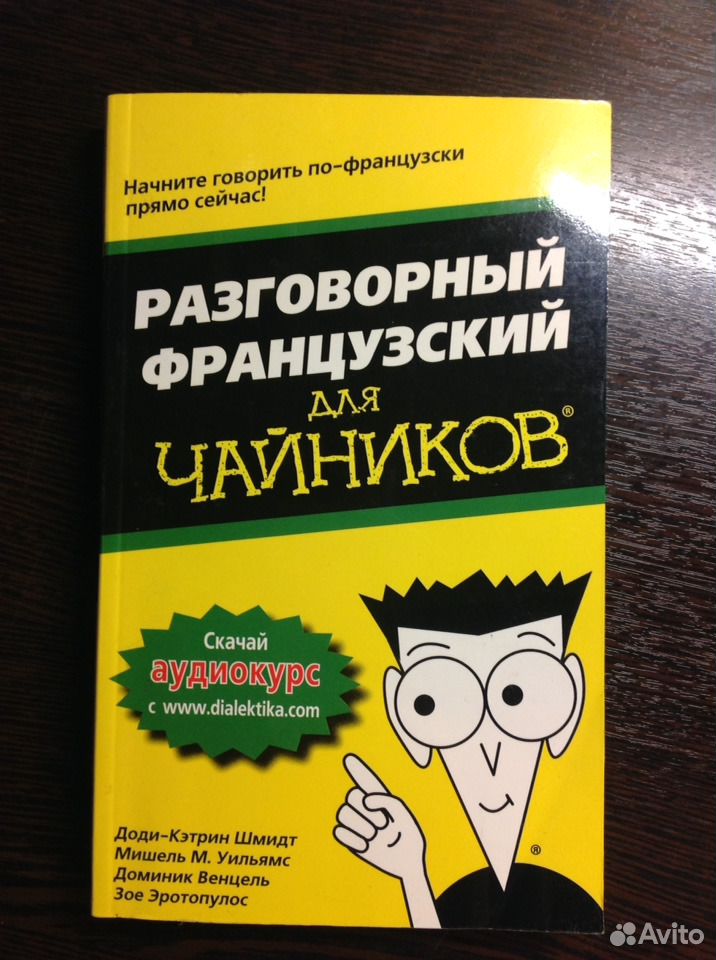 Начните говорить по-французски
прямо сейчас!
РАЗГОВОРНЫЙ
ФРАНЦУЗСКИЙ
ДЛЯ
ЧАЙНИКОВ®
Скачай
аудиокурс
с www.dialektika.com
®
Доди-Кэтрин Шмидт
Мишель М. Уильямс
Доминик Венцель
Зое Эротопулос
Avito